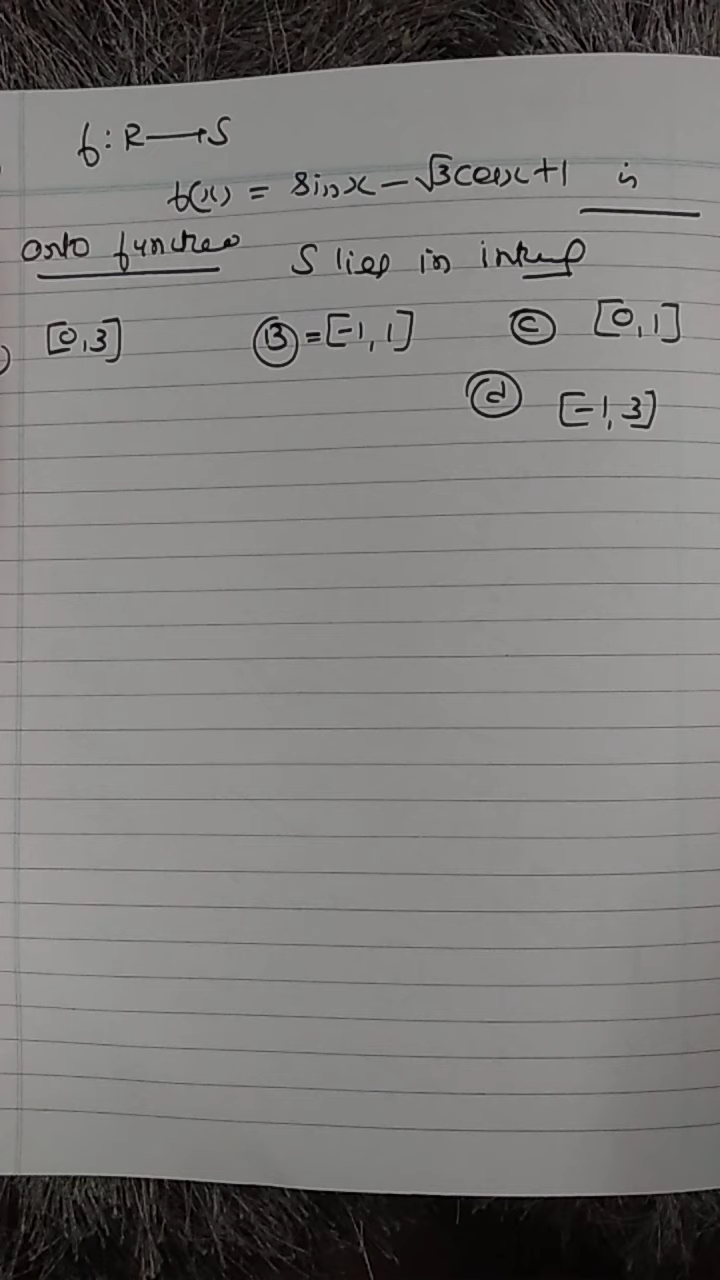 f: R → S
f(x) = sinx - √3cosx+1 is
onto function S lies in interval
) [0,3] (B) = [-1,1] (C) [0,1]
(d) [-1,3]